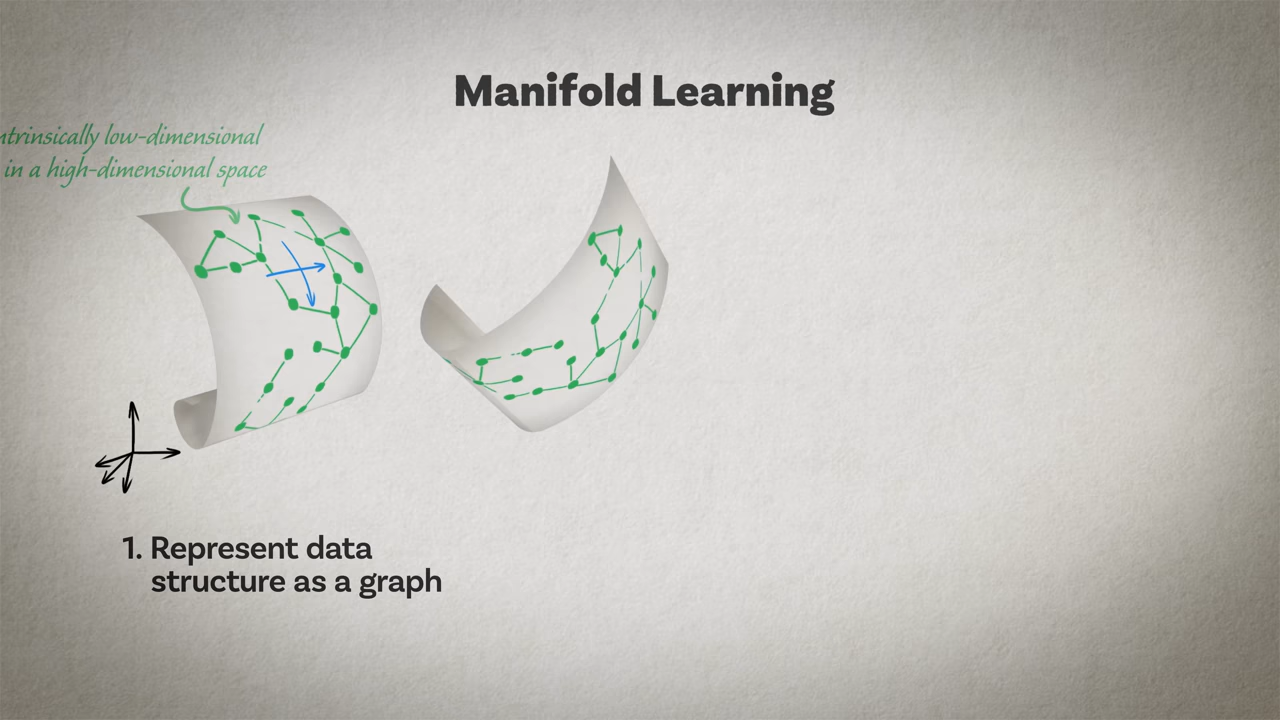 Manifold Learning
ntrinsically low-dimensional
in a high-dimensional space
1. Represent data
structure as a graph